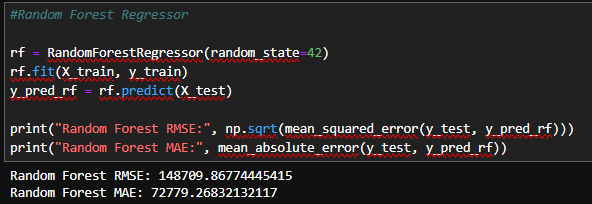 #Random Forest Regressor
rf = RandomForestRegressor(random_state=42)
rf.fit(X_train, y_train)
y_pred_rf = rf.predict(X_test)
print("Random Forest RMSE:", np.sqrt(mean_squared_error(y_test, y_pred_rf)))
print("Random Forest MAE:", mean_absolute_error(y_test, y_pred_rf))
Random Forest RMSE: 148709.86774445415
Random Forest MAE: 72779.26832132117